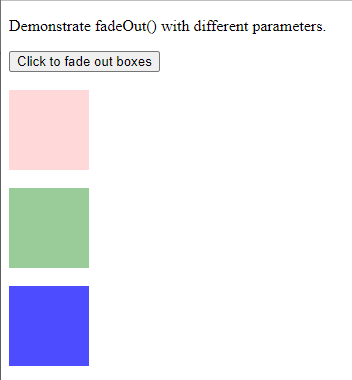 Demonstrate fadeOut() with different parameters.
Click to fade out boxes